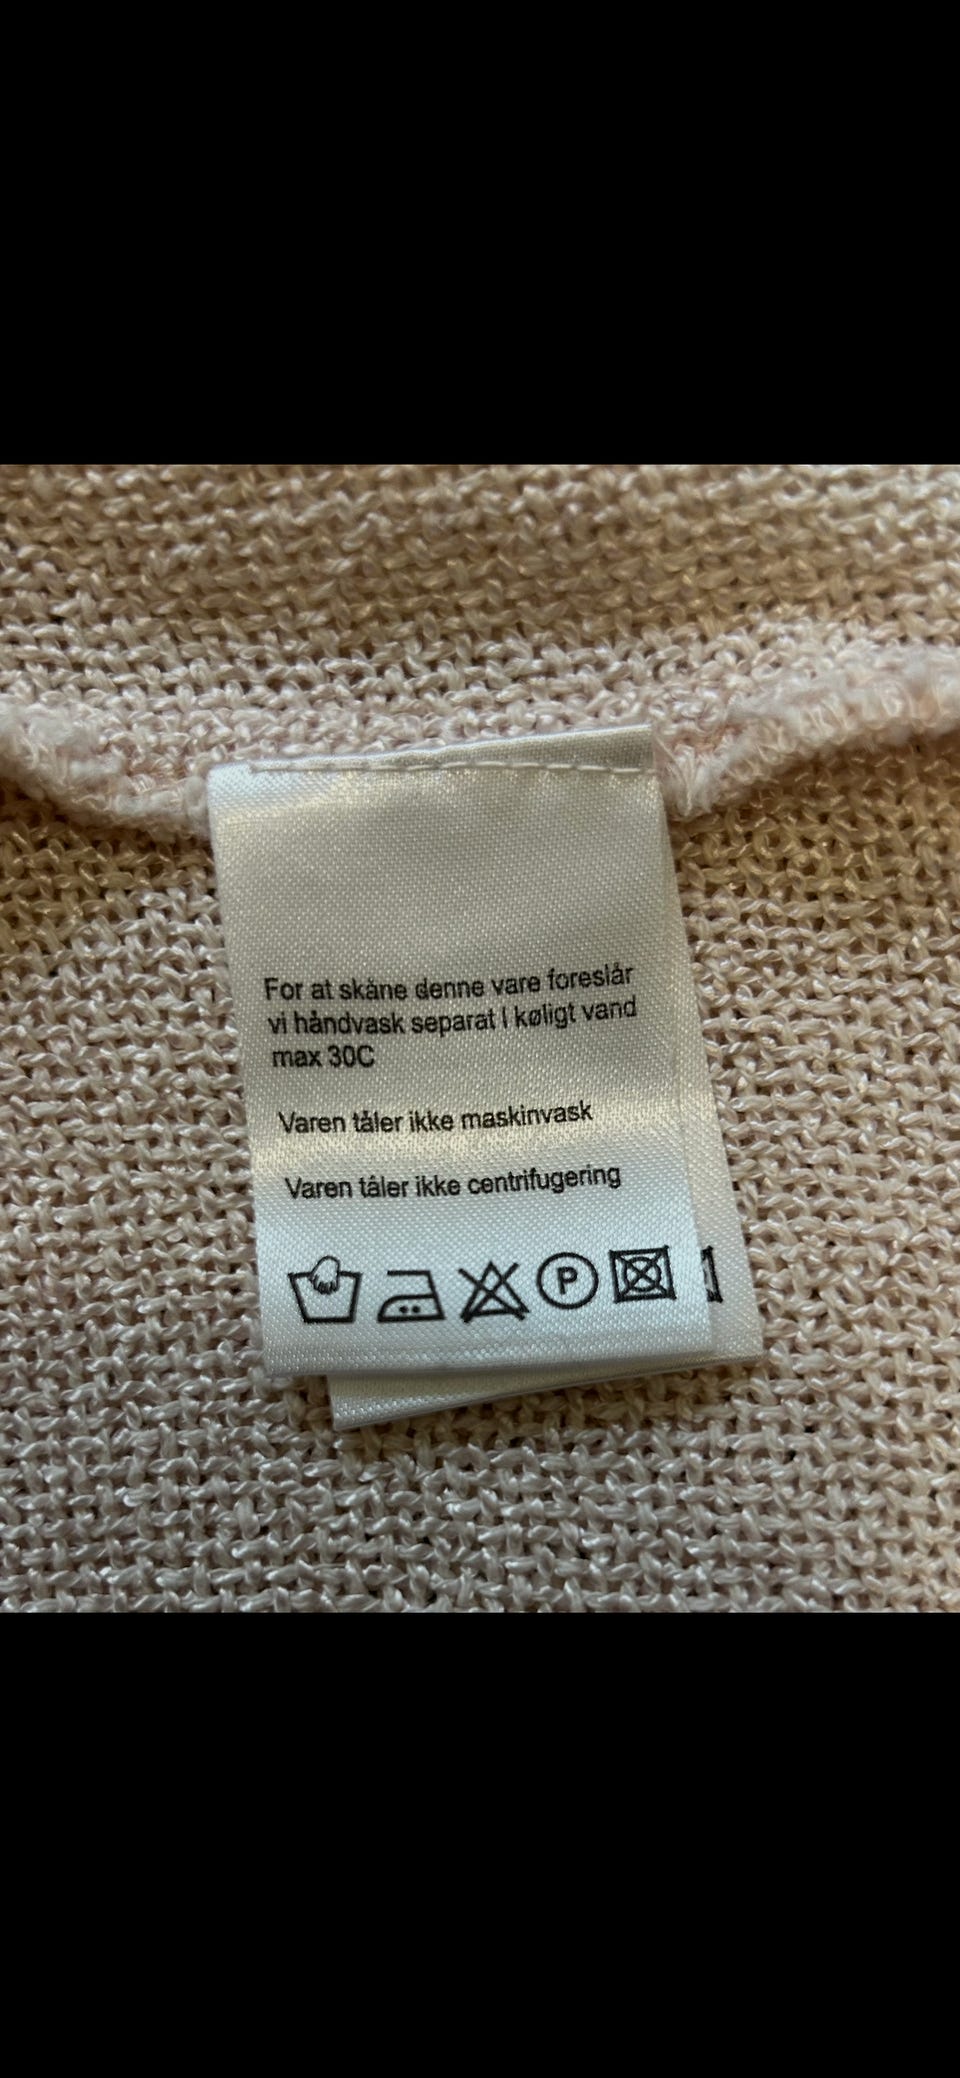 For at skåne denne vare foreslår
vi håndvask separat I køligt vand
max 30C
Varen tåler ikke maskinvask
Varen tåler ikke centrifugering
P